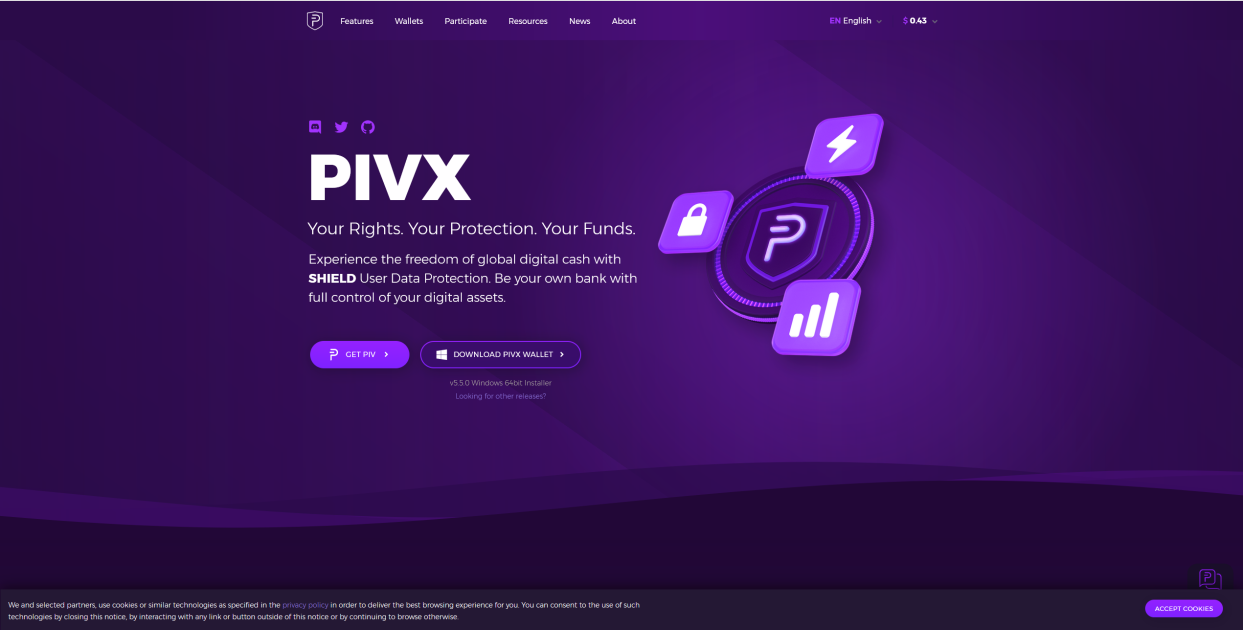 Features Wallets Participate Resources News About EN English $ 0.43
PIVX
Your Rights. Your Protection. Your Funds.
Experience the freedom of global digital cash with
SHIELD User Data Protection. Be your own bank with
full control of your digital assets.
GET PIV DOWNLOAD PIVX WALLET
v5.5.0 Windows 64bit Installer
Looking for other releases?
We and selected partners, use cookies or similar technologies as specified in the privacy policy in order to deliver the best browsing experience for you. You can consent to the use of such
technologies by closing this notice, by interacting with any link or button outside of this notice or by continuing to browse otherwise.
ACCEPT COOKIES